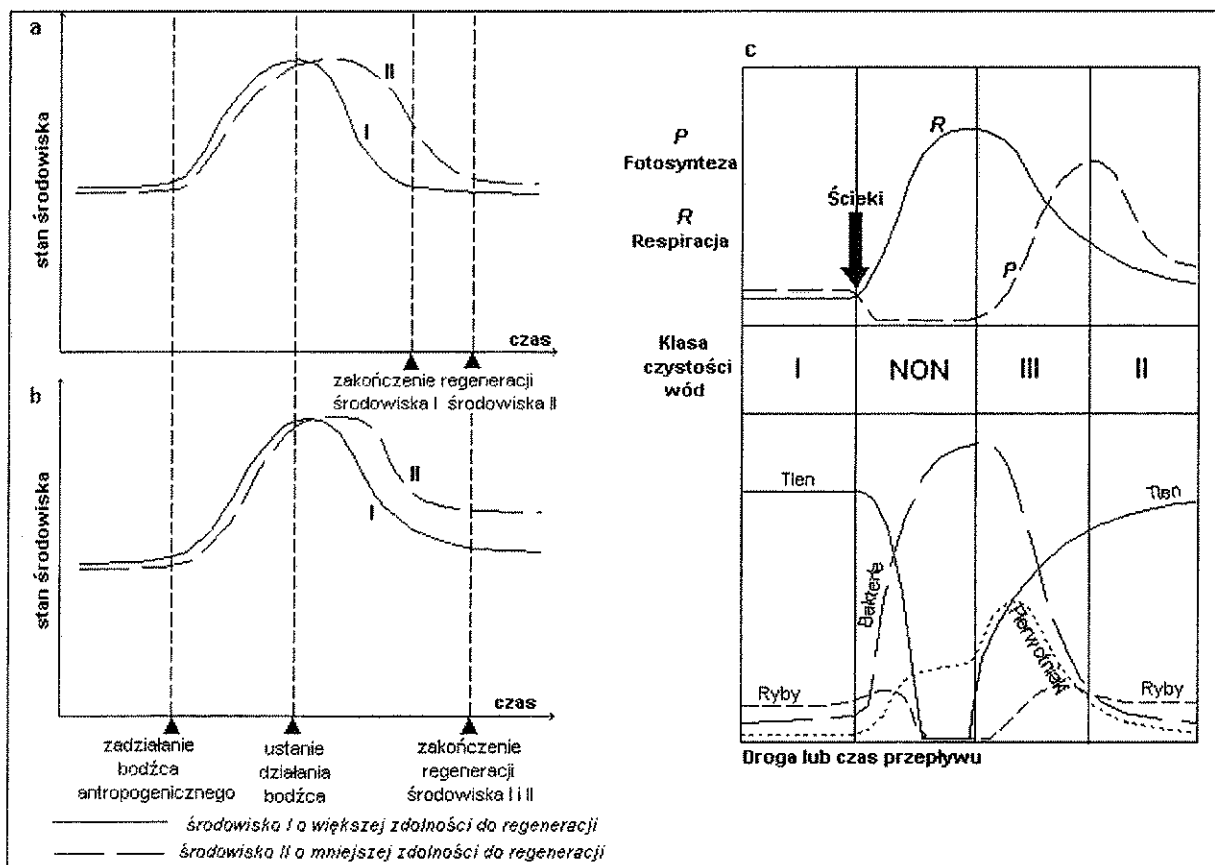 a
stan środowiska
II
I
czas
zakończenie regeneracji
środowiska I środowiska II
b
stan środowiska
II
I
czas
zadziałanie
bodźca
antropogenicznego
ustanie
działania
bodźca
zakończenie
regeneracji
środowiska I i II
środowisko I o większej zdolności do regeneracji
środowisko II o mniejszej zdolności do regeneracji
c
P
Fotosynteza
R
Respiracja
Ścieki
R
P
Klasa
czystości
wód
I
NON
III
II
Tlen
Tlen
Bakterie
Pierwotniaki
Ryby
Ryby
Droga lub czas przepływu